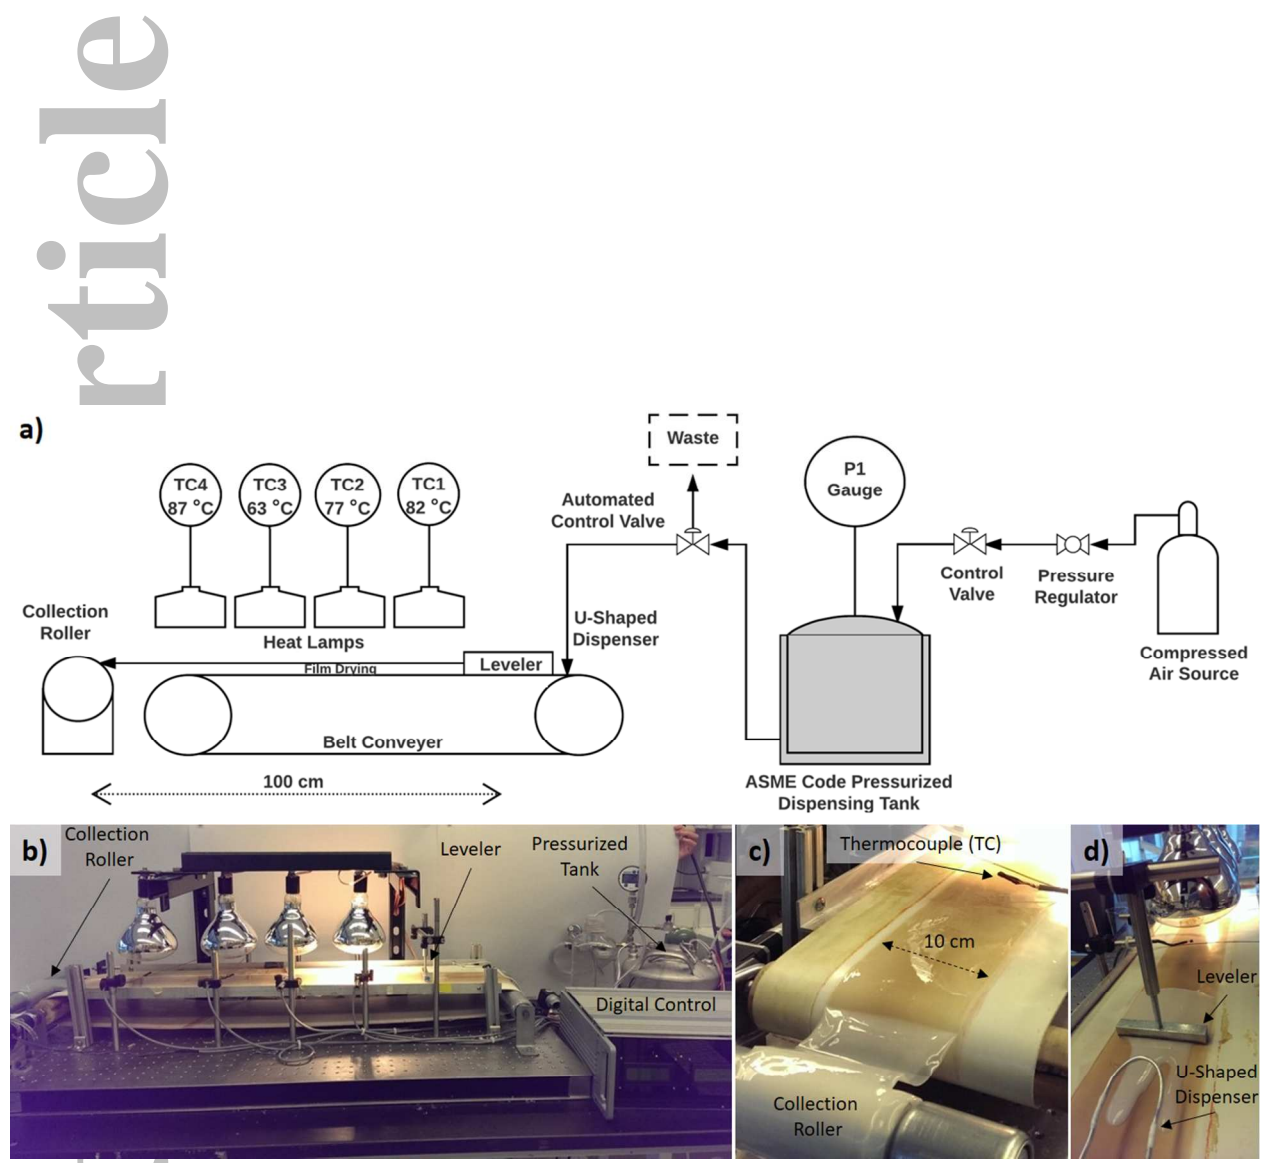 rticle
a)
Waste
P1
Gauge
TC4
87 °C
TC3
63 °C
TC2
77 °C
TC1
82 °C
Automated
Control Valve
Control
Valve
Pressure
Regulator
Collection
Roller
U-Shaped
Dispenser
Heat Lamps
Compressed
Air Source
Film Drying
Leveler
Belt Conveyer
100 cm
ASME Code Pressurized
Dispensing Tank
b)
Collection
Roller
Leveler
Pressurized
Tank
Digital Control
c)
Thermocouple (TC)
10 cm
Collection
Roller
d)
Leveler
U-Shaped
Dispenser